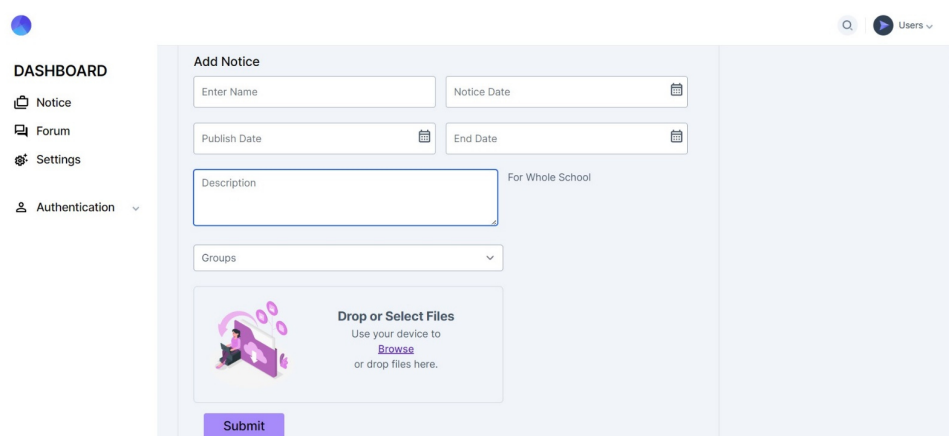 Users
DASHBOARD
Notice
Forum
Settings
Authentication
Add Notice
Enter Name
Notice Date
Publish Date
End Date
Description
For Whole School
Groups
Drop or Select Files
Use your device to
Browse
or drop files here.
Submit